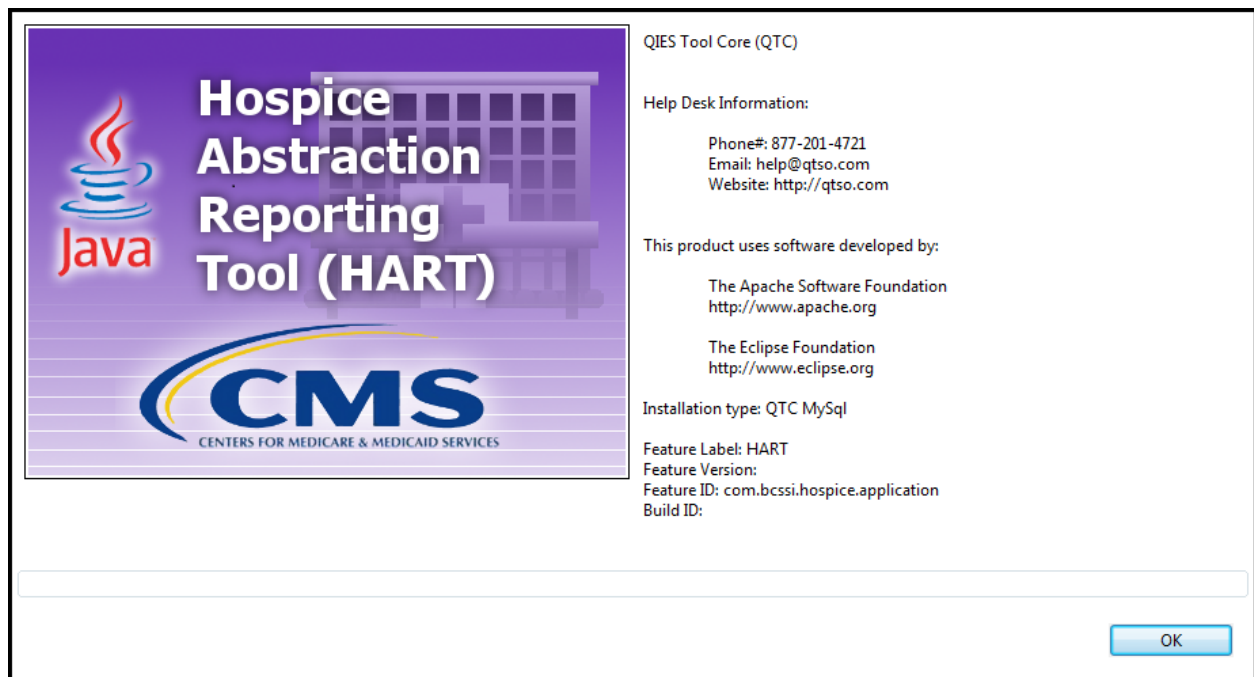 Hospice
Abstraction
Reporting
Tool (HART)
Java
CMS
CENTERS FOR MEDICARE & MEDICAID SERVICES
QIES Tool Core (QTC)
Help Desk Information:
Phone#: 877-201-4721
Email: help@qtso.com
Website: http://qtso.com
This product uses software developed by:
The Apache Software Foundation
http://www.apache.org
The Eclipse Foundation
http://www.eclipse.org
Installation type: QTC MySql
Feature Label: HART
Feature Version:
Feature ID: com.bcssi.hospice.application
Build ID:
OK